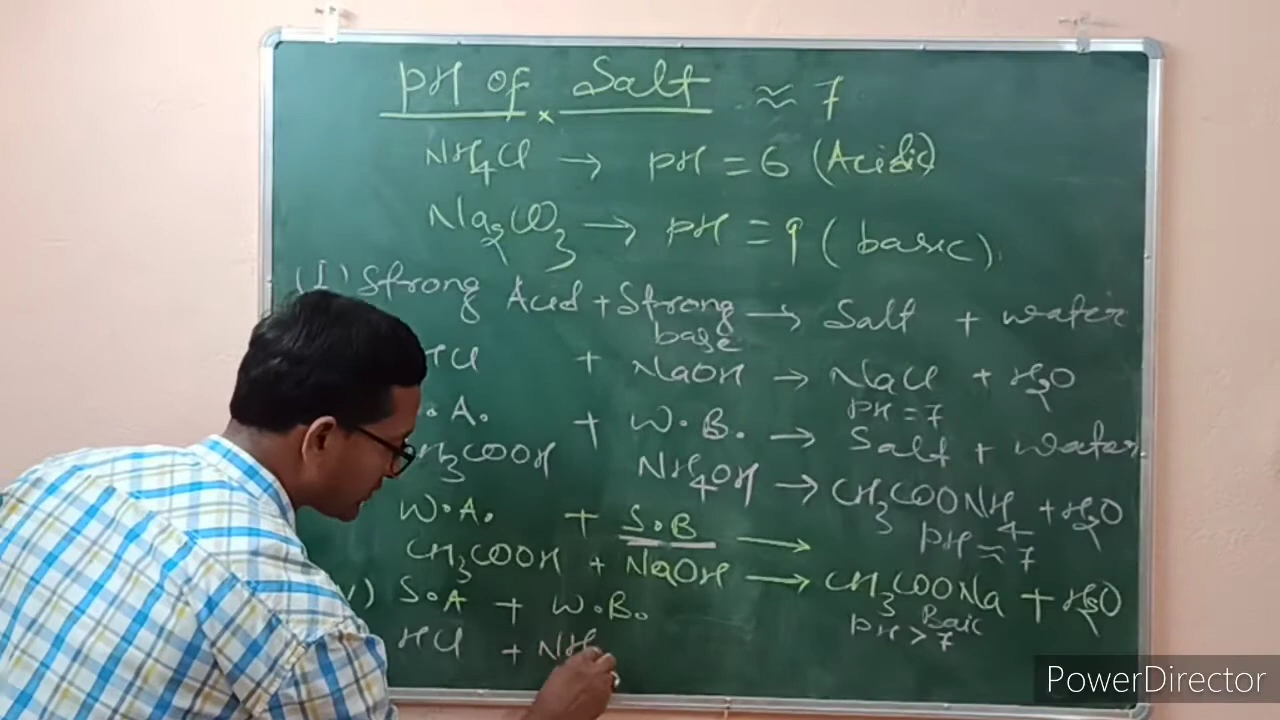 pH of Salt ≈ 7
NH4Cl → pH = 6 (Acidic)
Na2CO3 → pH = 9 (basic).
(I) Strong Acid + Strong base → Salt + water
HCl + NaOH → NaCl + H2O
pH = 7
.A. + W.B. → Salt + water
CH3COOH NH4OH → CH3COONH4 + H2O
pH ≈ 7
W.A. + S.B →
CH3COOH + NaOH → CH3COONa + H2O
Baic
pH > 7
) S.A + W.B.
HCl + NH
PowerDirector